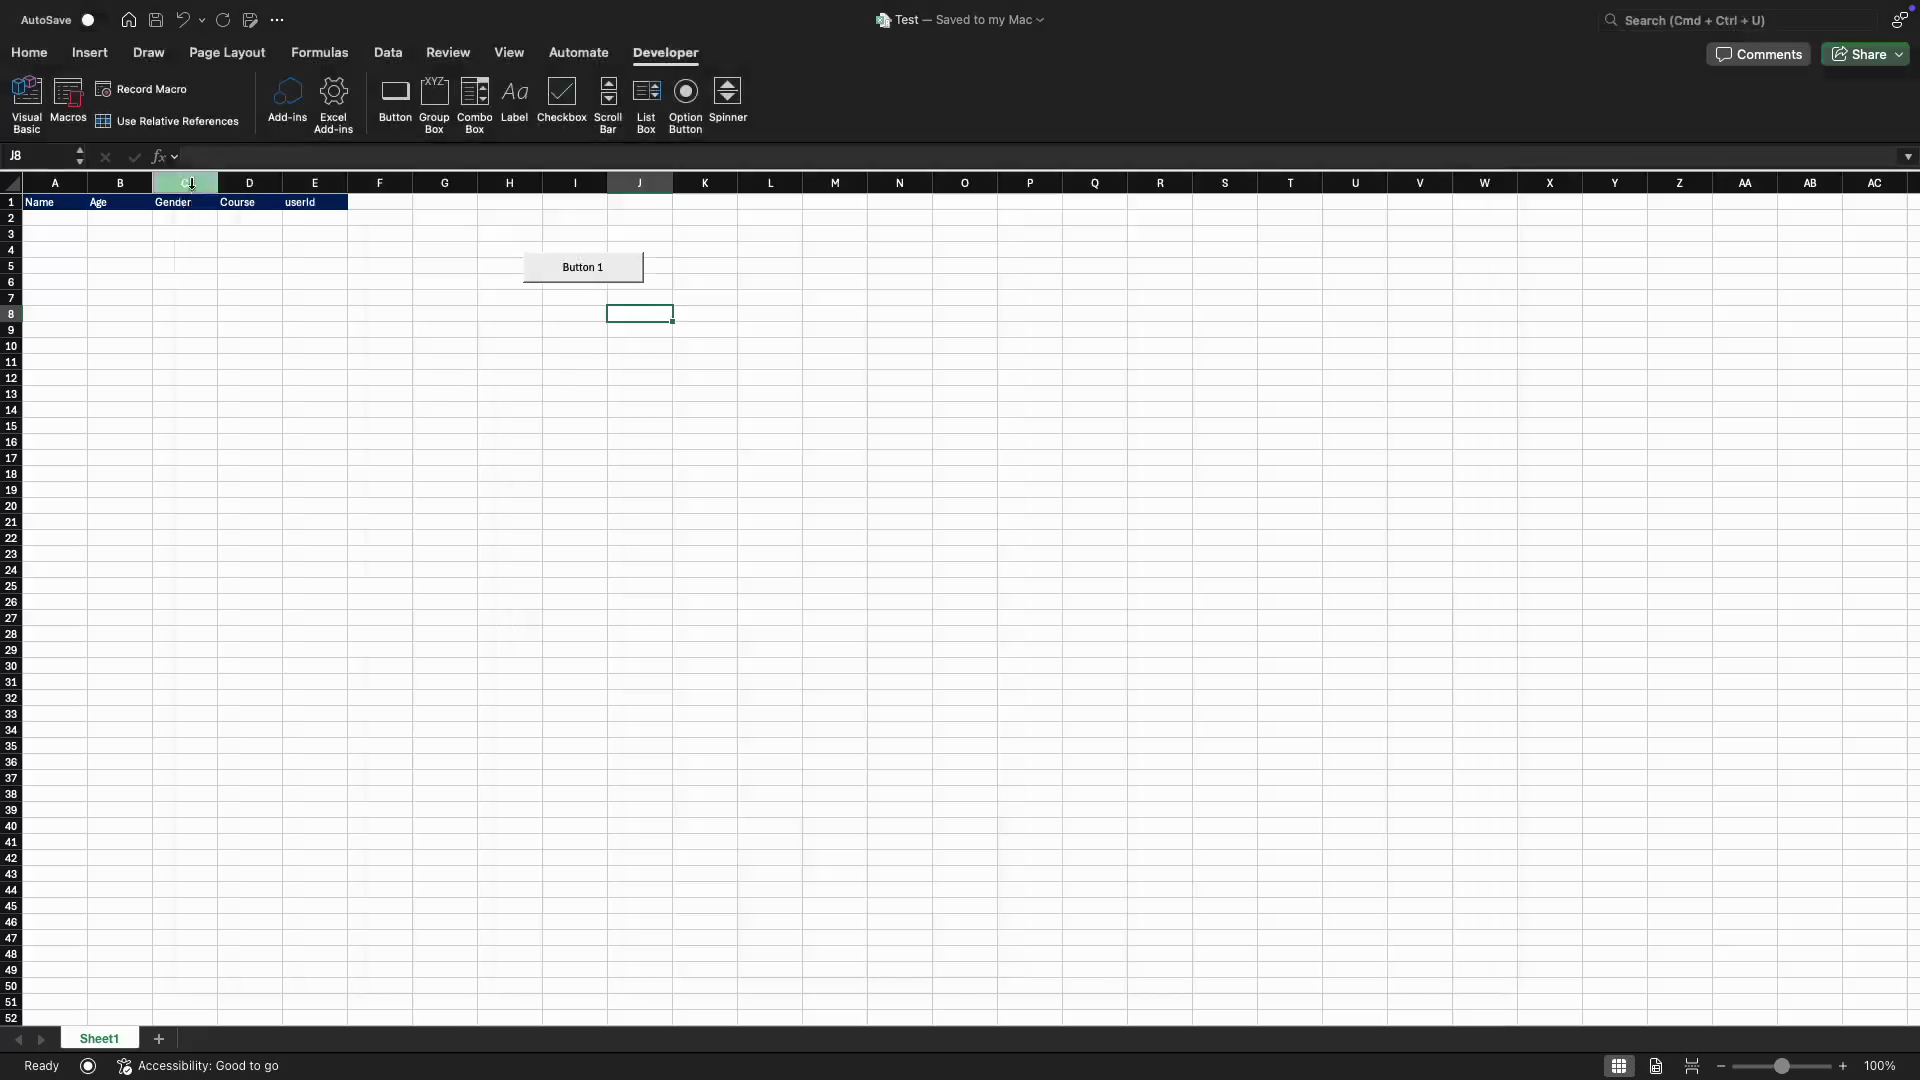 AutoSave
Test — Saved to my Mac
Search (Cmd + Ctrl + U)
Home Insert Draw Page Layout Formulas Data Review View Automate Developer
Comments Share
Visual Basic
Macros
Record Macro
Use Relative References
Add-ins
Excel Add-ins
Button
Group Box
XYZ
Combo Box
Aa
Label
Checkbox
Scroll Bar
List Box
Option Button
Spinner
J8
fx
A B C D E F G H I J K L M N O P Q R S T U V W X Y Z AA AB AC
1 Name Age Gender Course userId
2
3
4
5 Button 1
6
7
8
9
10
11
12
13
14
15
16
17
18
19
20
21
22
23
24
25
26
27
28
29
30
31
32
33
34
35
36
37
38
39
40
41
42
43
44
45
46
47
48
49
50
51
52
Sheet1 +
Ready Accessibility: Good to go
− + 100%